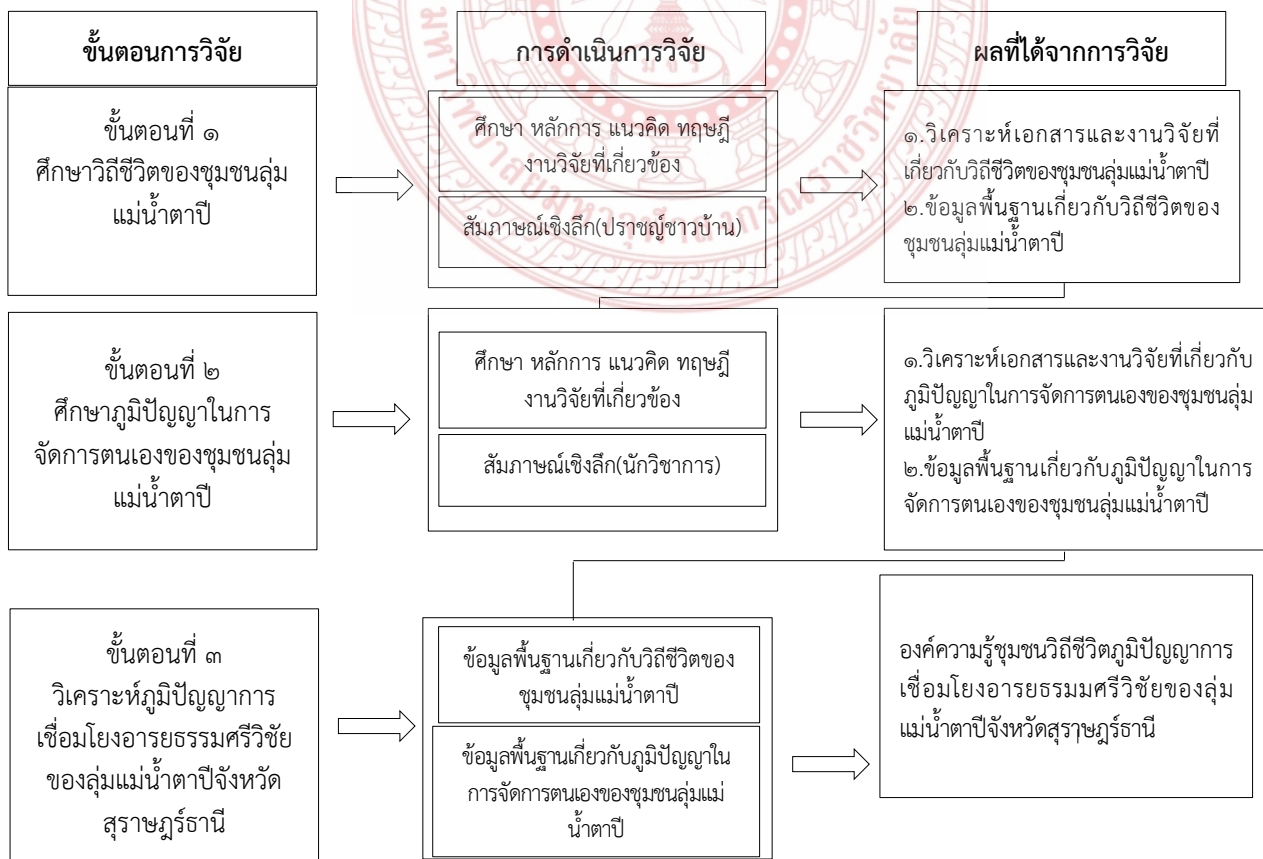 ขั้นตอนการวิจัย
การดำเนินการวิจัย
ผลที่ได้จากการวิจัย
ขั้นตอนที่ ๑
ศึกษาวิถีชีวิตของชุมชนลุ่ม
แม่น้ำตาปี
ศึกษา หลักการ แนวคิด ทฤษฎี
งานวิจัยที่เกี่ยวข้อง
สัมภาษณ์เชิงลึก(ปราชญ์ชาวบ้าน)
๑.วิเคราะห์เอกสารและงานวิจัยที่
เกี่ยวกับวิถีชีวิตของชุมชนลุ่มแม่น้ำตาปี
๒.ข้อมูลพื้นฐานเกี่ยวกับวิถีชีวิตของ
ชุมชนลุ่มแม่น้ำตาปี
ขั้นตอนที่ ๒
ศึกษาภูมิปัญญาในการ
จัดการตนเองของชุมชนลุ่ม
แม่น้ำตาปี
ศึกษา หลักการ แนวคิด ทฤษฎี
งานวิจัยที่เกี่ยวข้อง
สัมภาษณ์เชิงลึก(นักวิชาการ)
๑.วิเคราะห์เอกสารและงานวิจัยที่เกี่ยวกับ
ภูมิปัญญาในการจัดการตนเองของชุมชนลุ่ม
แม่น้ำตาปี
๒.ข้อมูลพื้นฐานเกี่ยวกับภูมิปัญญาในการ
จัดการตนเองของชุมชนลุ่มแม่น้ำตาปี
ขั้นตอนที่ ๓
วิเคราะห์ภูมิปัญญาการ
เชื่อมโยงอารยธรรมศรีวิชัย
ของลุ่มแม่น้ำตาปีจังหวัด
สุราษฎร์ธานี
ข้อมูลพื้นฐานเกี่ยวกับวิถีชีวิตของ
ชุมชนลุ่มแม่น้ำตาปี
ข้อมูลพื้นฐานเกี่ยวกับภูมิปัญญาใน
การจัดการตนเองของชุมชนลุ่มแม่
น้ำตาปี
องค์ความรู้ชุมชนวิถีชีวิตภูมิปัญญาการ
เชื่อมโยงอารยธรมมศรีวิชัยของลุ่ม
แม่น้ำตาปีจังหวัดสุราษฎร์ธานี
มหาวิทยาลัยมหาจุฬาลงกรณราชวิทยาลัย